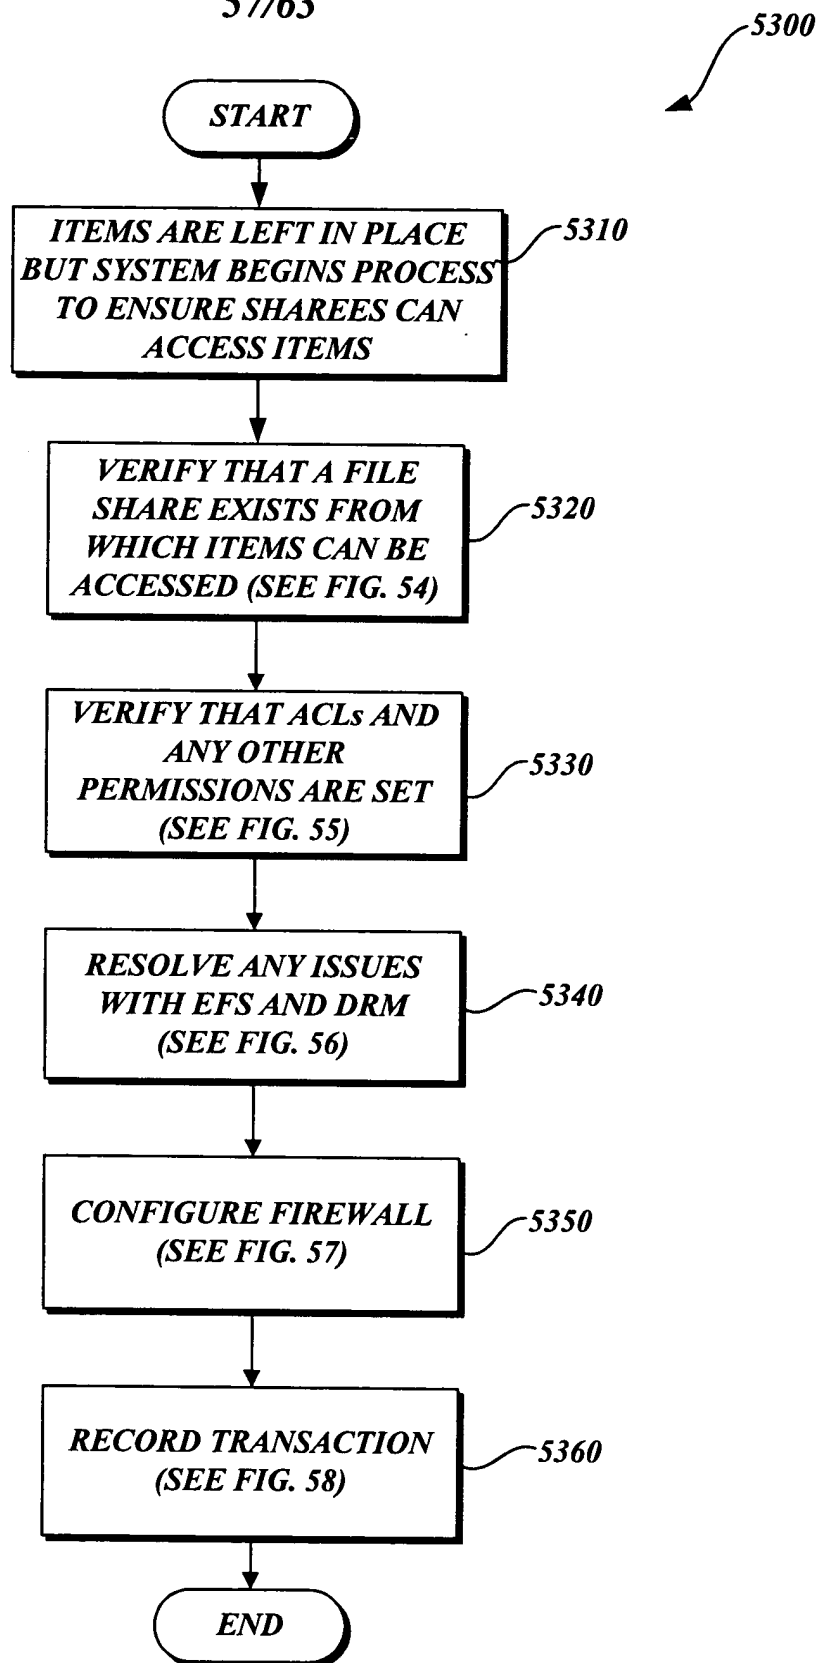 57/63
5300
START
ITEMS ARE LEFT IN PLACE
BUT SYSTEM BEGINS PROCESS
TO ENSURE SHAREES CAN
ACCESS ITEMS
5310
VERIFY THAT A FILE
SHARE EXISTS FROM
WHICH ITEMS CAN BE
ACCESSED (SEE FIG. 54)
5320
VERIFY THAT ACLs AND
ANY OTHER
PERMISSIONS ARE SET
(SEE FIG. 55)
5330
RESOLVE ANY ISSUES
WITH EFS AND DRM
(SEE FIG. 56)
5340
CONFIGURE FIREWALL
(SEE FIG. 57)
5350
RECORD TRANSACTION
(SEE FIG. 58)
5360
END